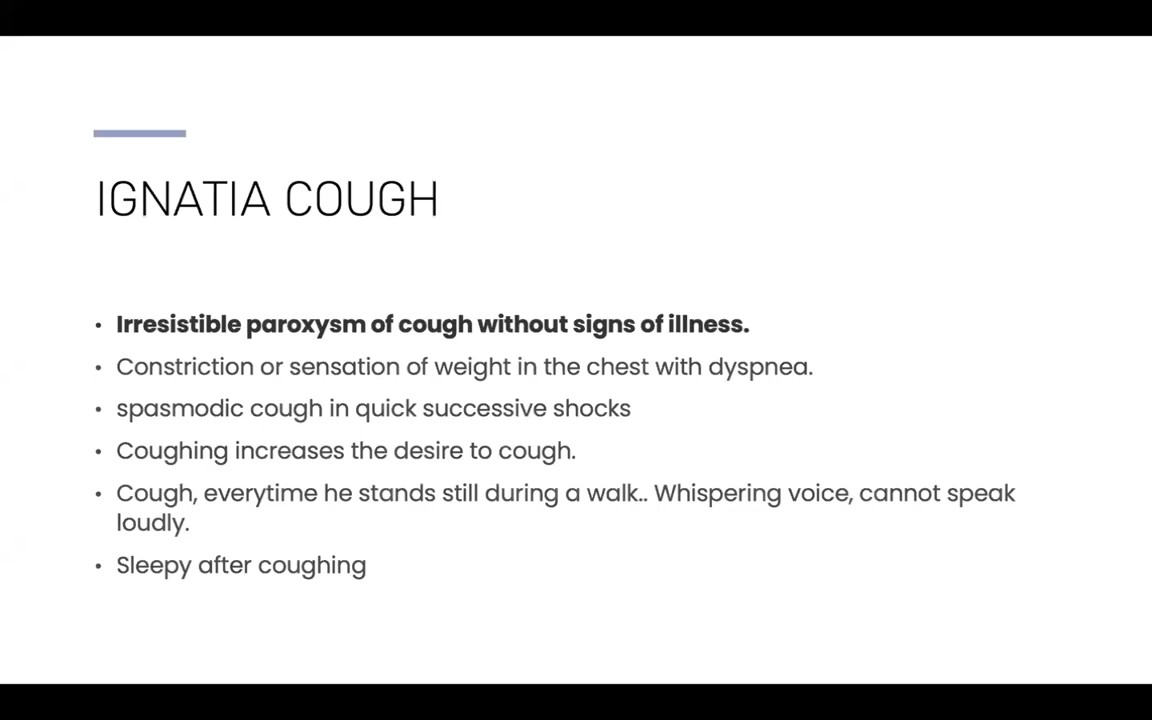 IGNATIA COUGH
• Irresistible paroxysm of cough without signs of illness.
• Constriction or sensation of weight in the chest with dyspnea.
• spasmodic cough in quick successive shocks
• Coughing increases the desire to cough.
• Cough, everytime he stands still during a walk.. Whispering voice, cannot speak
loudly.
• Sleepy after coughing